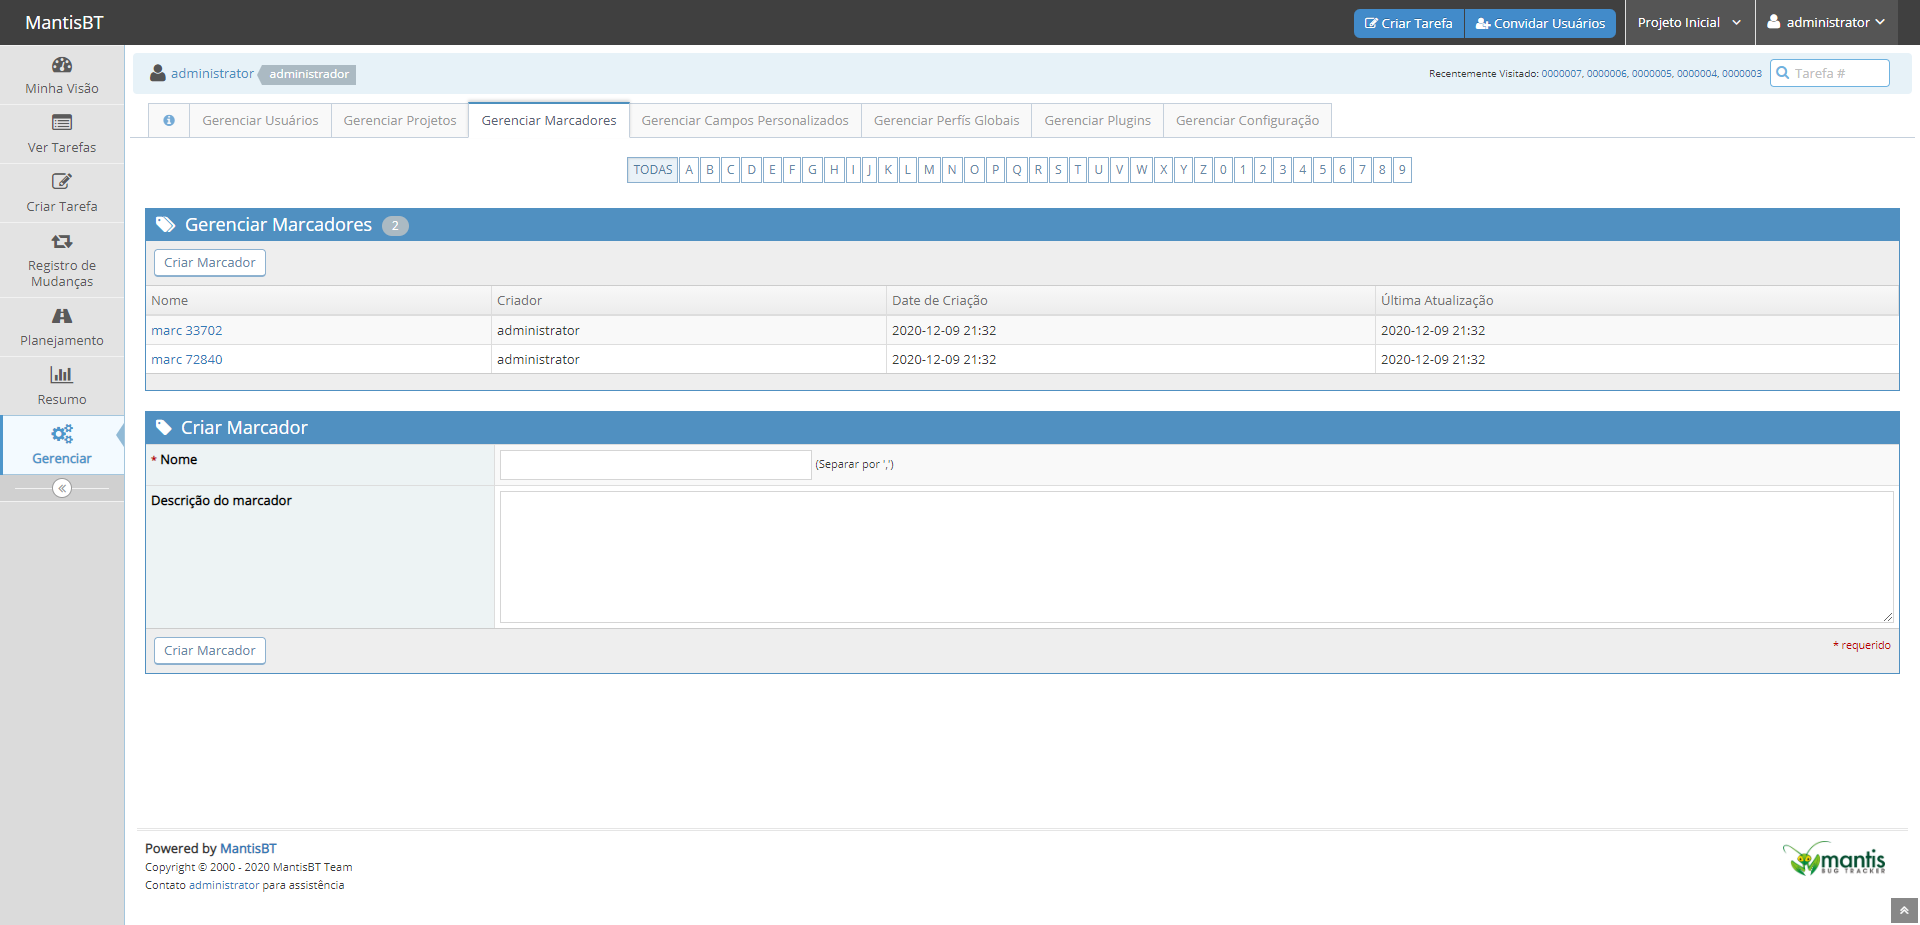 MantisBT
Criar Tarefa
Convidar Usuários
Projeto Inicial
administrator
Minha Visão
Ver Tarefas
Criar Tarefa
Registro de
Mudanças
Planejamento
Resumo
Gerenciar
administrator administrador
Recentemente Visitado: 0000007, 0000006, 0000005, 0000004, 0000003
Tarefa #
Gerenciar Usuários
Gerenciar Projetos
Gerenciar Marcadores
Gerenciar Campos Personalizados
Gerenciar Perfís Globais
Gerenciar Plugins
Gerenciar Configuração
TODAS A B C D E F G H I J K L M N O P Q R S T U V W X Y Z 0 1 2 3 4 5 6 7 8 9
Gerenciar Marcadores 2
Criar Marcador
Nome Criador Date de Criação Última Atualização
marc 33702 administrator 2020-12-09 21:32 2020-12-09 21:32
marc 72840 administrator 2020-12-09 21:32 2020-12-09 21:32
Criar Marcador
* Nome (Separar por ',')
Descrição do marcador
Criar Marcador
* requerido
Powered by MantisBT
Copyright © 2000 - 2020 MantisBT Team
Contato administrator para assistência
mantis
BUG TRACKER